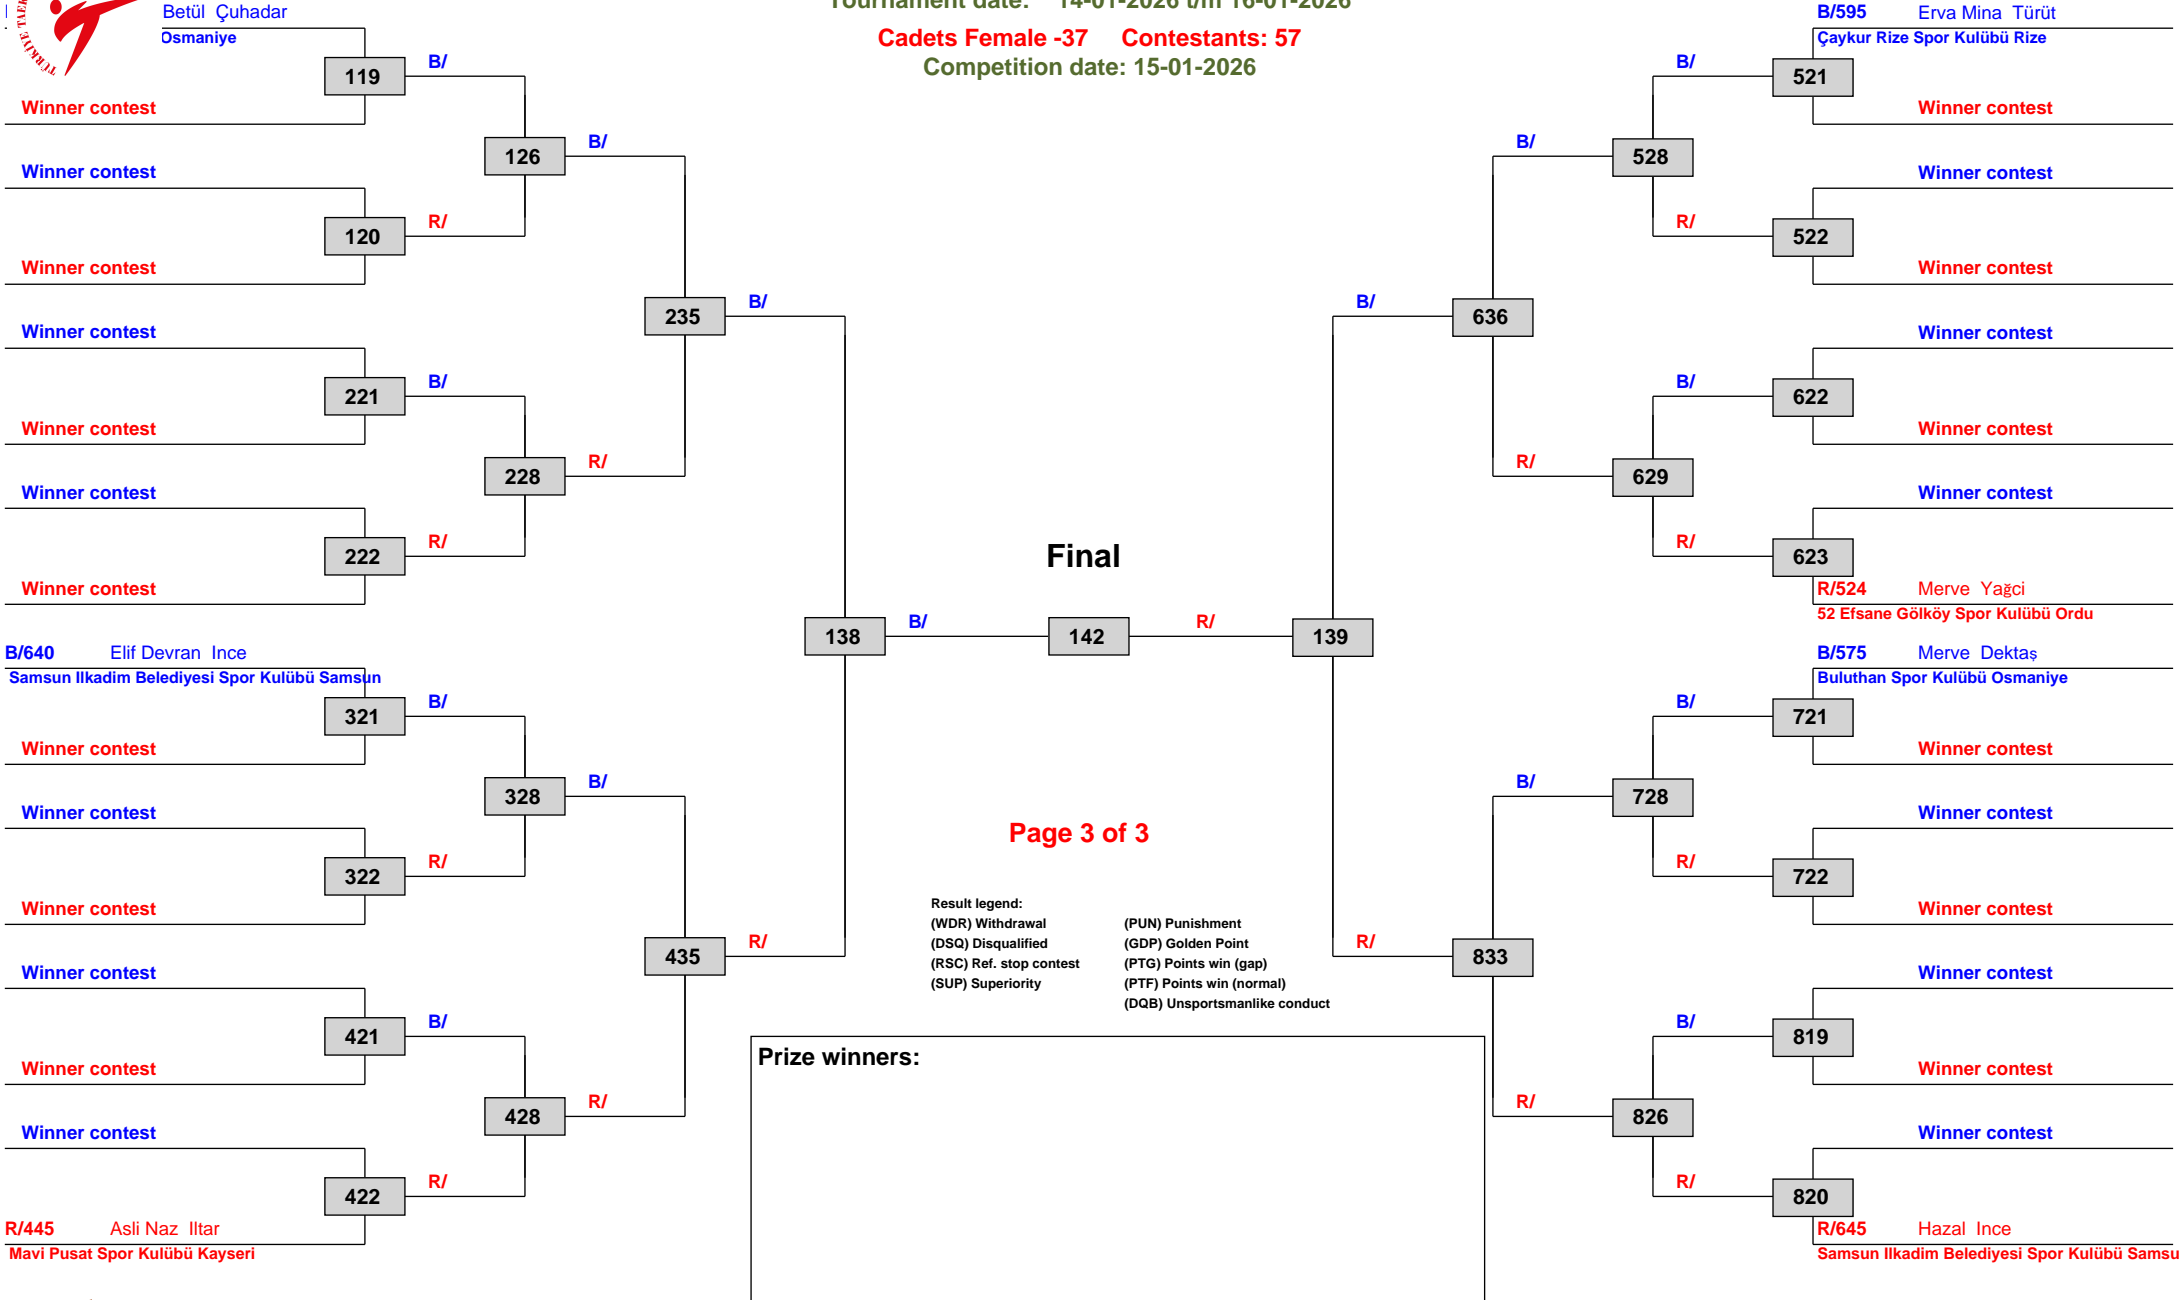 Betül Çuhadar
Osmaniye
119
B/
Winner contest
126
B/
Winner contest
120
R/
Winner contest
235
B/
Winner contest
221
B/
Winner contest
228
R/
Winner contest
222
R/
Winner contest
138
B/
B/640 Elif Devran Ince
Samsun Ilkadim Belediyesi Spor Kulübü Samsun
321
B/
Winner contest
328
B/
Winner contest
322
R/
Winner contest
435
R/
Winner contest
421
B/
Winner contest
428
R/
Winner contest
422
R/
R/445 Asli Naz Iltar
Mavi Pusat Spor Kulübü Kayseri
Tournament date: 14-01-2026 t/m 16-01-2026
Cadets Female -37 Contestants: 57
Competition date: 15-01-2026
Final
142
Page 3 of 3
Result legend:
(WDR) Withdrawal (PUN) Punishment
(DSQ) Disqualified (GDP) Golden Point
(RSC) Ref. stop contest (PTG) Points win (gap)
(SUP) Superiority (PTF) Points win (normal)
(DQB) Unsportsmanlike conduct
Prize winners:
B/595 Erva Mina Türüt
Çaykur Rize Spor Kulübü Rize
B/
521
Winner contest
B/
528
Winner contest
R/
522
Winner contest
B/
636
Winner contest
B/
622
Winner contest
R/
629
Winner contest
R/
623
R/524 Merve Yağci
52 Efsane Gölköy Spor Kulübü Ordu
R/
139
B/575 Merve Dektaş
Buluthan Spor Kulübü Osmaniye
B/
721
Winner contest
B/
728
Winner contest
R/
722
Winner contest
R/
833
Winner contest
B/
819
Winner contest
R/
826
Winner contest
R/
820
R/645 Hazal Ince
Samsun Ilkadim Belediyesi Spor Kulübü Samsu